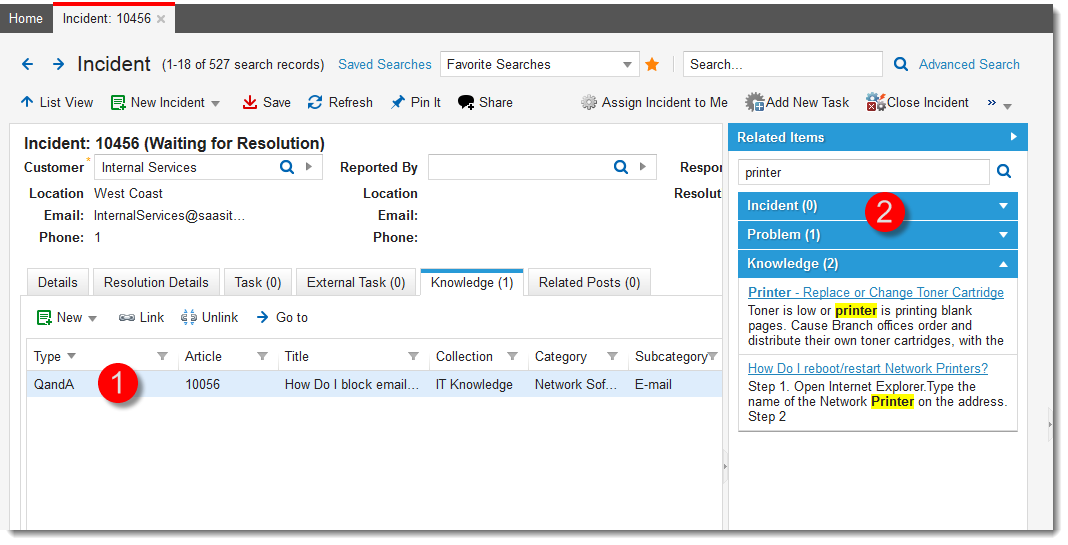 Home
Incident: 10456
Incident (1-18 of 527 search records) Saved Searches Favorite Searches Search... Advanced Search
List View New Incident Save Refresh Pin It Share Assign Incident to Me Add New Task Close Incident »
Incident: 10456 (Waiting for Resolution)
Customer * Internal Services Reported By Respor
Location West Coast Location Resolut
Email: InternalServices@saasit... Email:
Phone: 1 Phone:
Details Resolution Details Task (0) External Task (0) Knowledge (1) Related Posts (0)
New Link Unlink Go to
Type Article Title Collection Category Subcategory
QandA 1 10056 How Do I block email... IT Knowledge Network Sof... E-mail
Related Items
printer
Incident (0) 2
Problem (1)
Knowledge (2)
Printer - Replace or Change Toner Cartridge
Toner is low or printer is printing blank
pages. Cause Branch offices order and
distribute their own toner cartridges, with the
How Do I reboot/restart Network Printers?
Step 1. Open Internet Explorer.Type the
name of the Network Printer on the address.
Step 2